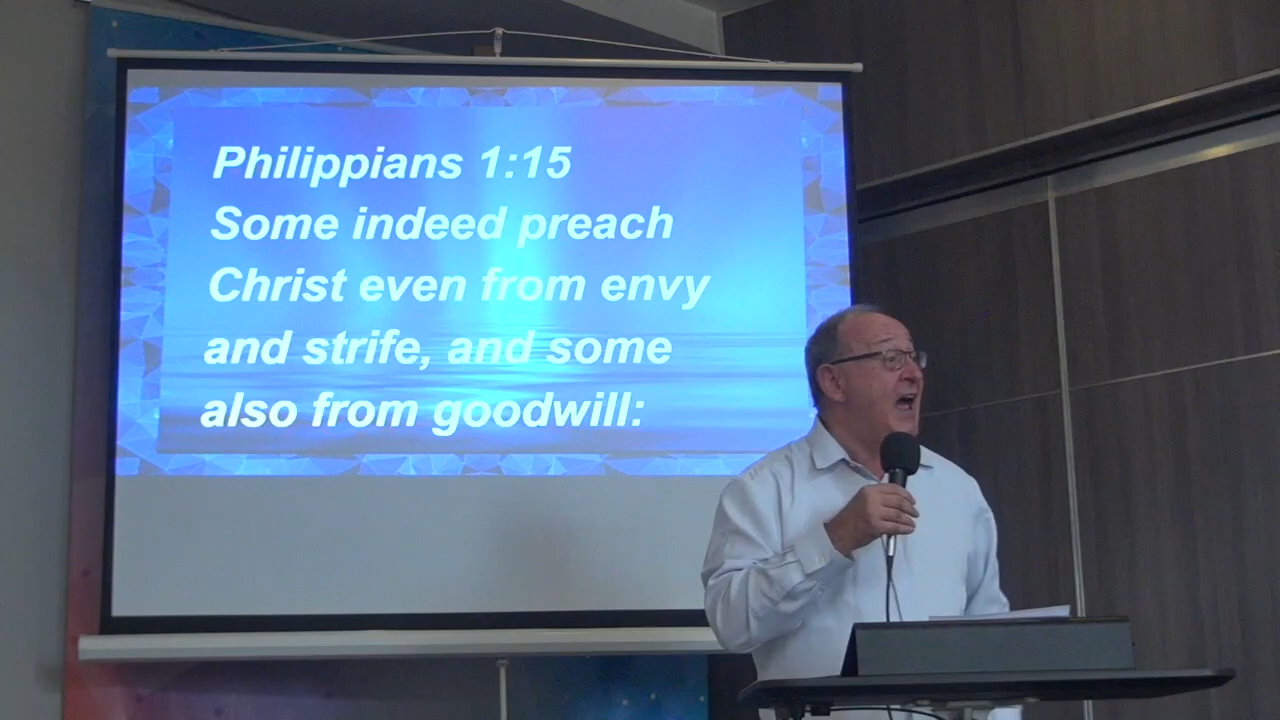 Philippians 1:15
Some indeed preach
Christ even from envy
and strife, and some
also from goodwill: